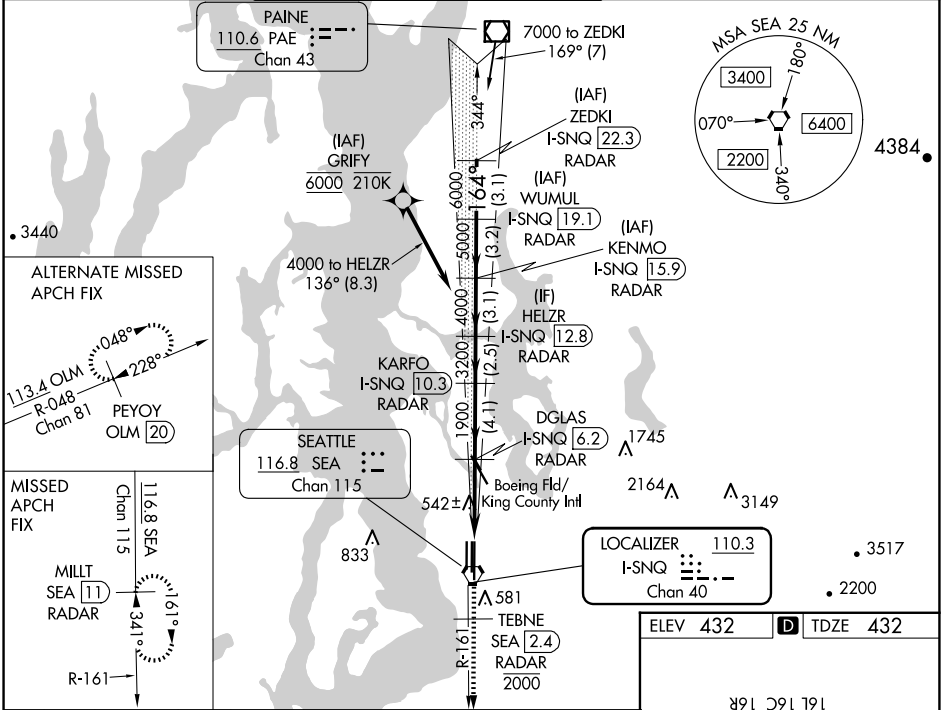 PAINE
110.6 PAE
Chan 43
7000 to ZEDKI
169° (7)
MSA SEA 25 NM
180°
3400
070°
6400
2200
340°
4384
344°
(IAF)
ZEDKI
I-SNQ 22.3
RADAR
(IAF)
GRIFY
6000 210K
6000
164°
(3.1)
(IAF)
WUMUL
I-SNQ 19.1
RADAR
3440
4000 to HELZR
136° (8.3)
5000
(3.2)
(IAF)
KENMO
I-SNQ 15.9
RADAR
4000
(3.1)
(IF)
HELZR
I-SNQ 12.8
RADAR
3200
(2.5)
KARFO
I-SNQ 10.3
RADAR
1900
(4.1)
DGLAS
I-SNQ 6.2
RADAR
1745
Boeing Fld/
King County Intl
2164
3149
ALTERNATE MISSED
APCH FIX
048°
228°
113.4 OLM
R-048
Chan 81
PEYOY
OLM 20
SEATTLE
116.8 SEA
Chan 115
542±
833
MISSED
APCH
FIX
116.8 SEA
Chan 115
MILLT
SEA 11
RADAR
161°
341°
R-161
LOCALIZER 110.3
I-SNQ
Chan 40
3517
2200
581
TEBNE
SEA 2.4
RADAR
2000
R-161
ELEV 432 D TDZE 432
16L 16C 16R